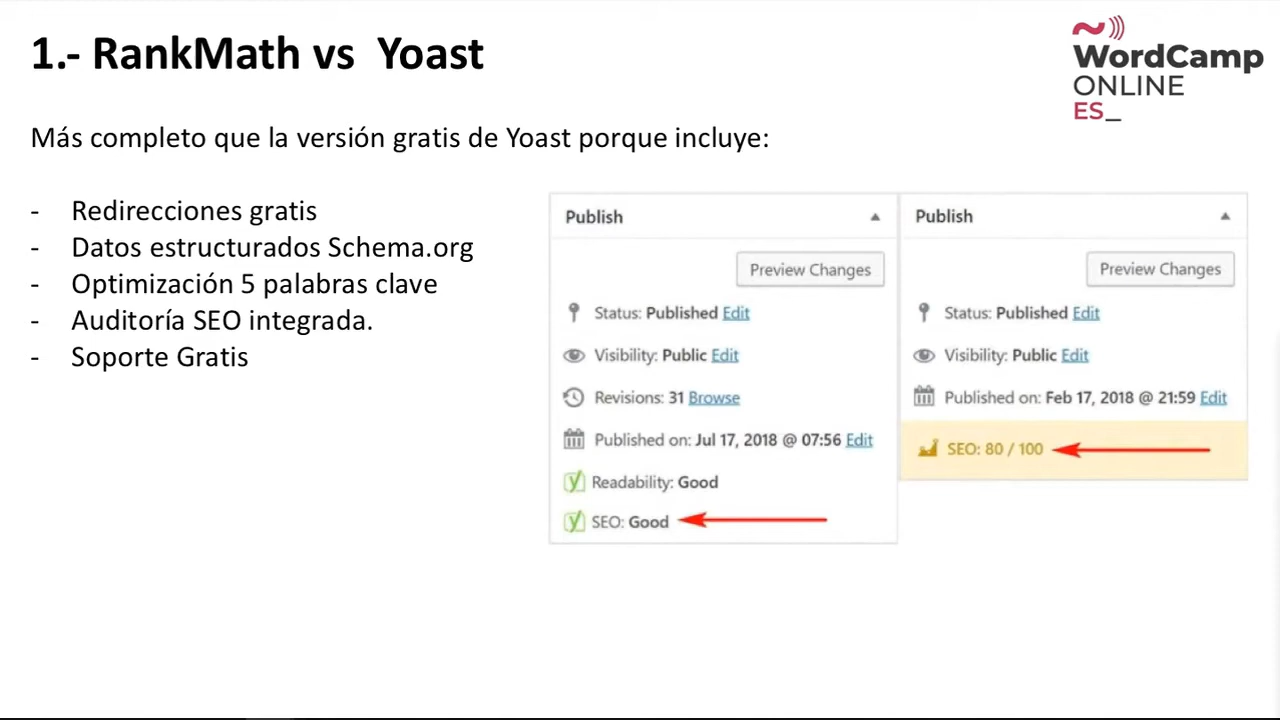 1.- RankMath vs Yoast
WordCamp
ONLINE
ES_
Más completo que la versión gratis de Yoast porque incluye:
- Redirecciones gratis
- Datos estructurados Schema.org
- Optimización 5 palabras clave
- Auditoría SEO integrada.
- Soporte Gratis
Publish
Preview Changes
Status: Published Edit
Visibility: Public Edit
Revisions: 31 Browse
Published on: Jul 17, 2018 @ 07:56 Edit
Readability: Good
SEO: Good
Publish
Preview Changes
Status: Published Edit
Visibility: Public Edit
Published on: Feb 17, 2018 @ 21:59 Edit
SEO: 80 / 100